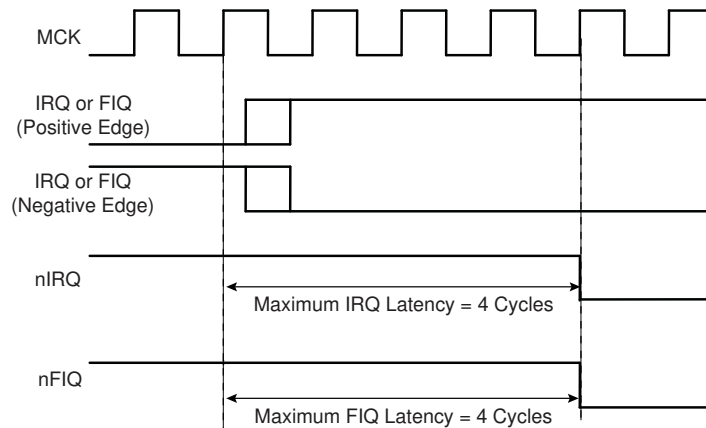 MCK
IRQ or FIQ
(Positive Edge)
IRQ or FIQ
(Negative Edge)
nIRQ
Maximum IRQ Latency = 4 Cycles
nFIQ
Maximum FIQ Latency = 4 Cycles